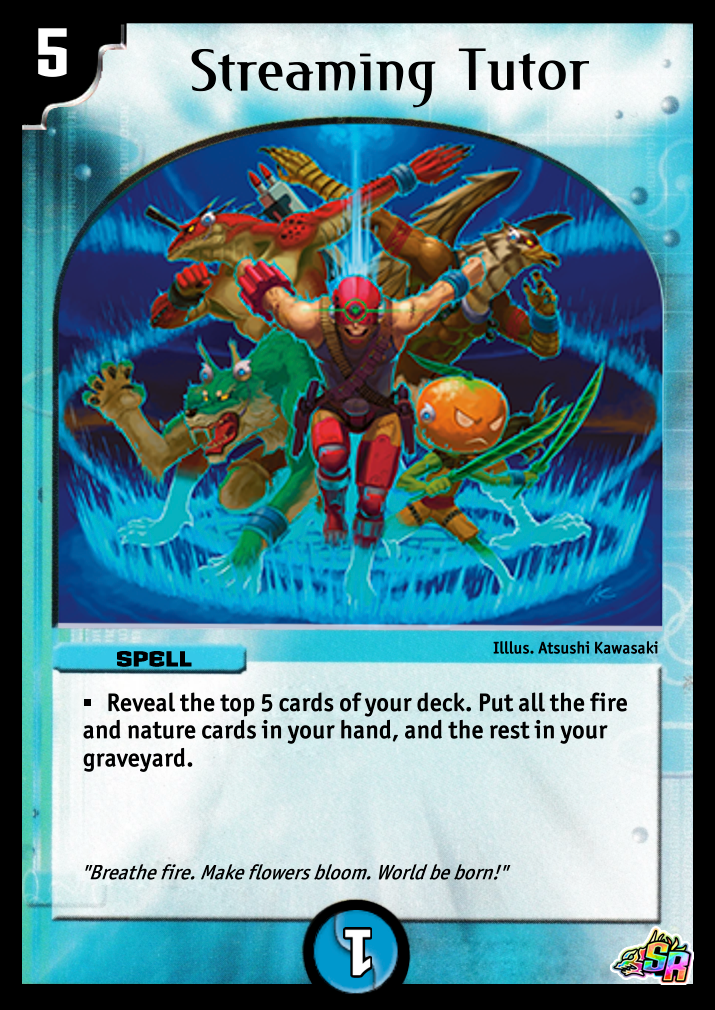 5
Streaming Tutor
Illlus. Atsushi Kawasaki
SPELL
▪ Reveal the top 5 cards of your deck. Put all the fire
and nature cards in your hand, and the rest in your
graveyard.
"Breathe fire. Make flowers bloom. World be born!"
1
SR